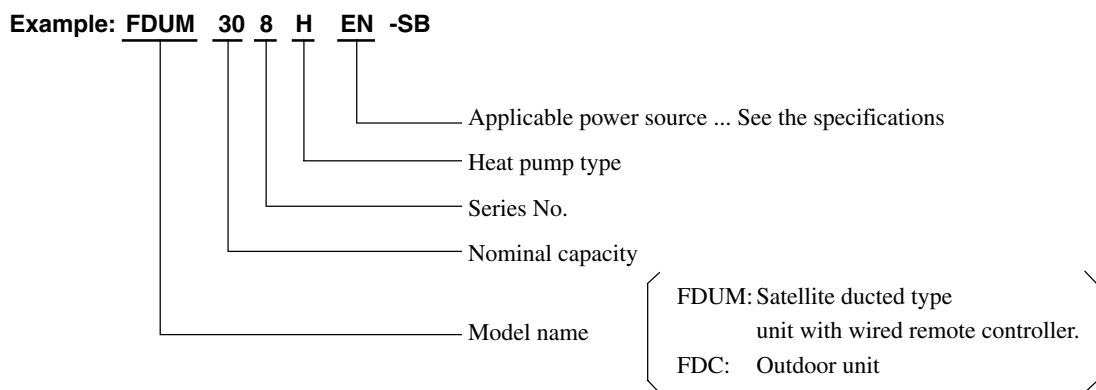 Example: FDUM 30 8 H EN -SB
Applicable power source ... See the specifications
Heat pump type
Series No.
Nominal capacity
Model name
FDUM: Satellite ducted type
unit with wired remote controller.
FDC: Outdoor unit